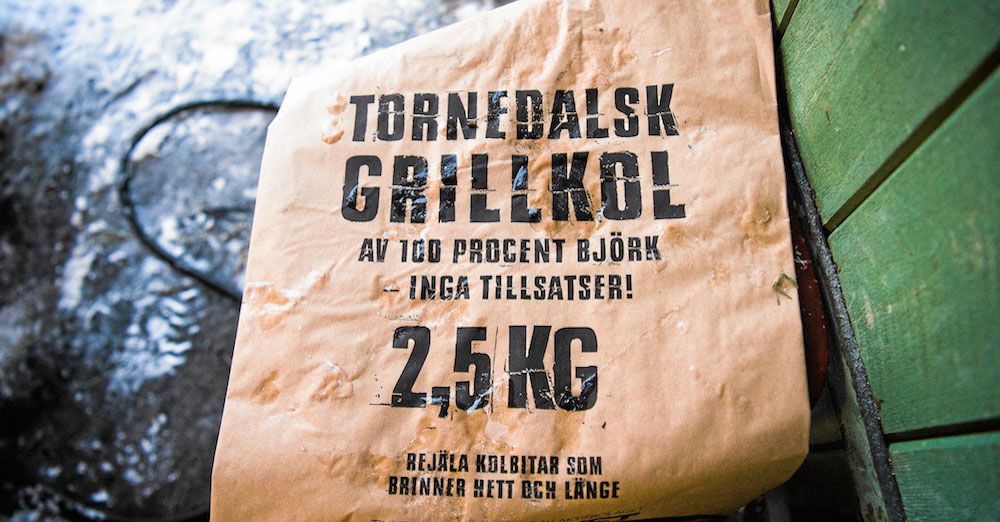 TORNEDALSK
GRILLKOL
AV 100 PROCENT BJÖRK
– INGA TILLSATSER!
2,5 KG
REJÄLA KOLBITAR SOM
BRINNER HETT OCH LÄNGE